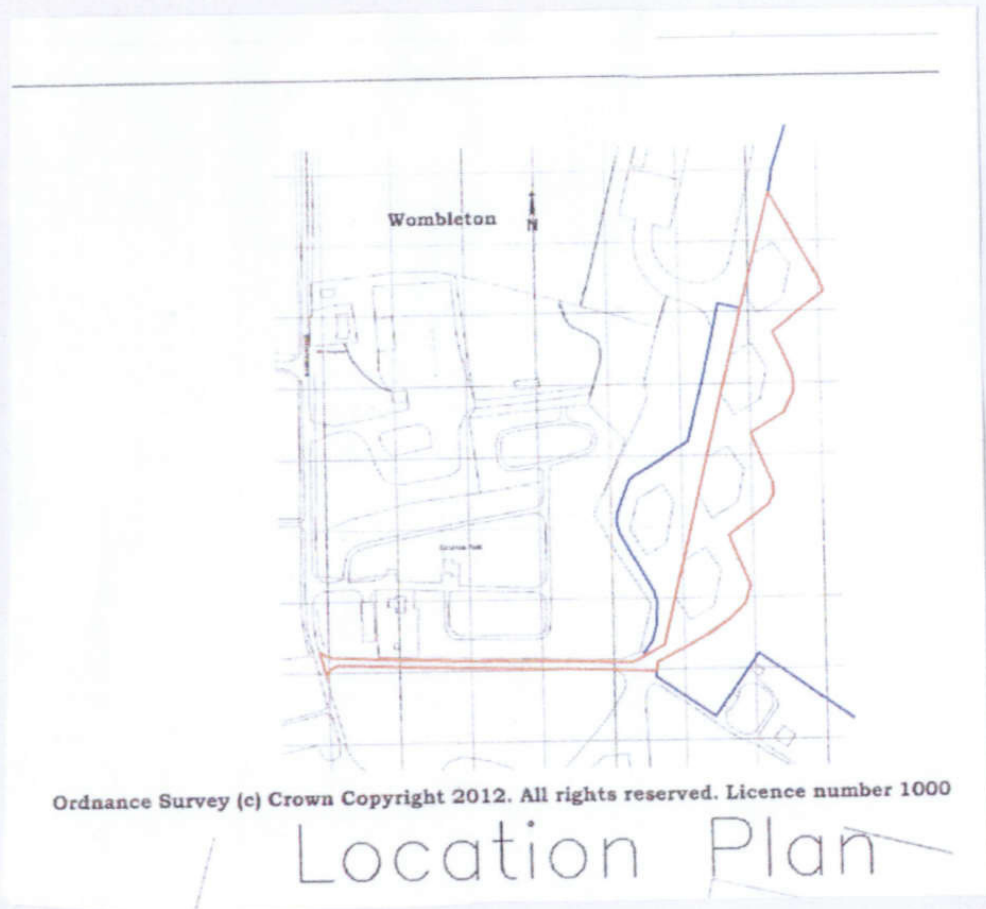 Wombleton
N
Ordnance Survey (c) Crown Copyright 2012. All rights reserved. Licence number 1000
Location Plan